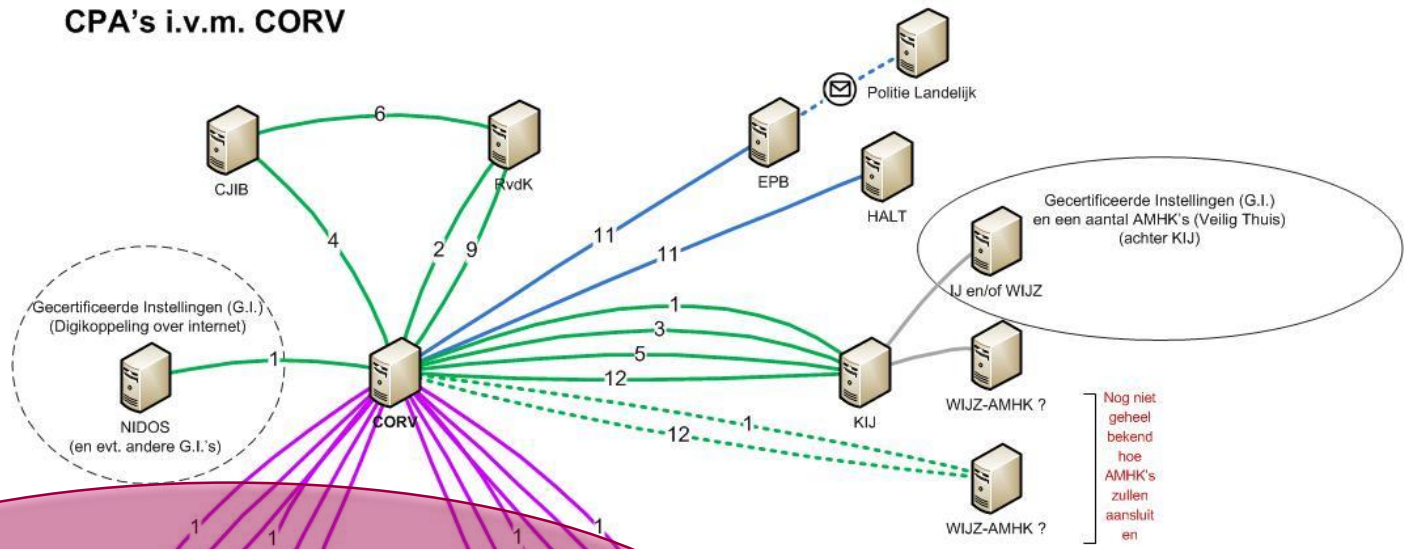 CPA's i.v.m. CORV
Politie Landelijk
6
CJIB
RvdK
EPB
HALT
Gecertificeerde Instellingen (G.I.)
en een aantal AMHK's (Veilig Thuis)
(achter KIJ)
4
2
9
11
11
IJ en/of WIJZ
Gecertificeerde Instellingen (G.I.)
(Digikoppeling over internet)
1
3
5
12
1
NIDOS
(en evt. andere G.I.'s)
CORV
KIJ
WIJZ-AMHK ?
1
12
WIJZ-AMHK ?
Nog niet
geheel
bekend
hoe
AMHK's
zullen
aansluit
en
1
1
1
1